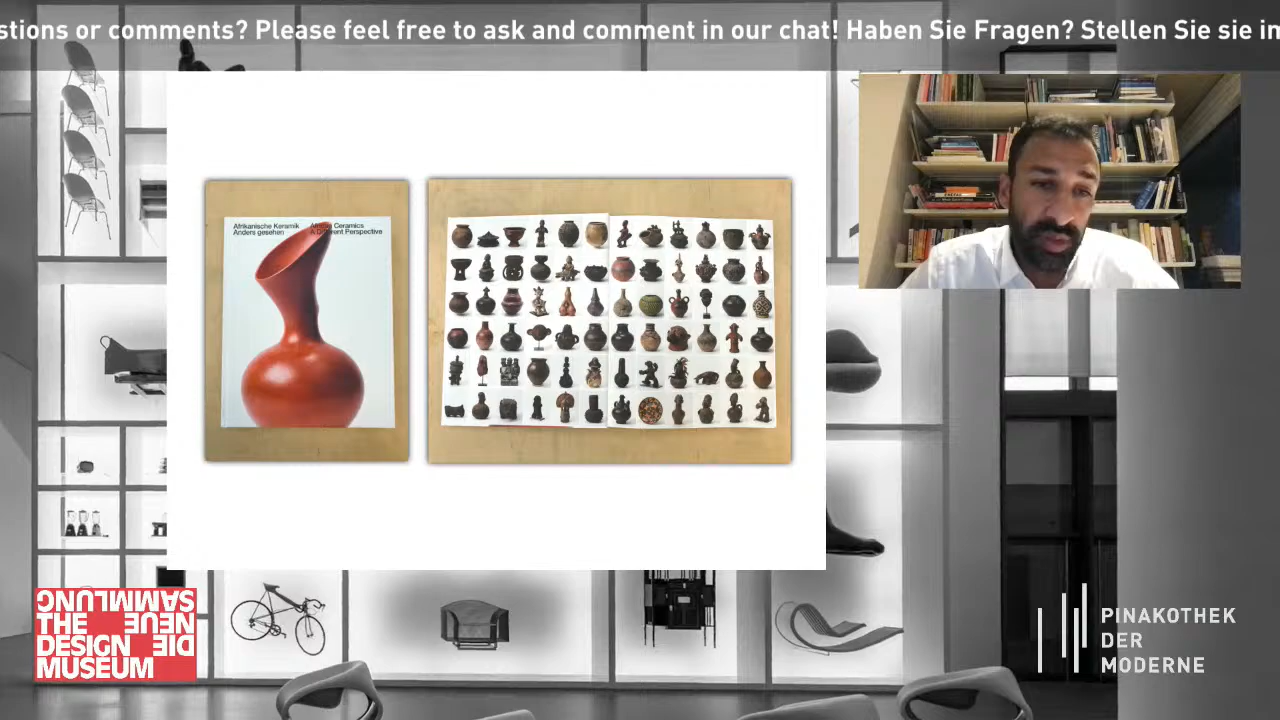 stions or comments? Please feel free to ask and comment in our chat! Haben Sie Fragen? Stellen Sie sie in
Afrikanische Keramik
Anders gesehen
African Ceramics
A Different Perspective
SAMMLUNG
THE NEUE
DESIGN DIE
MUSEUM
PINAKOTHEK
DER
MODERNE